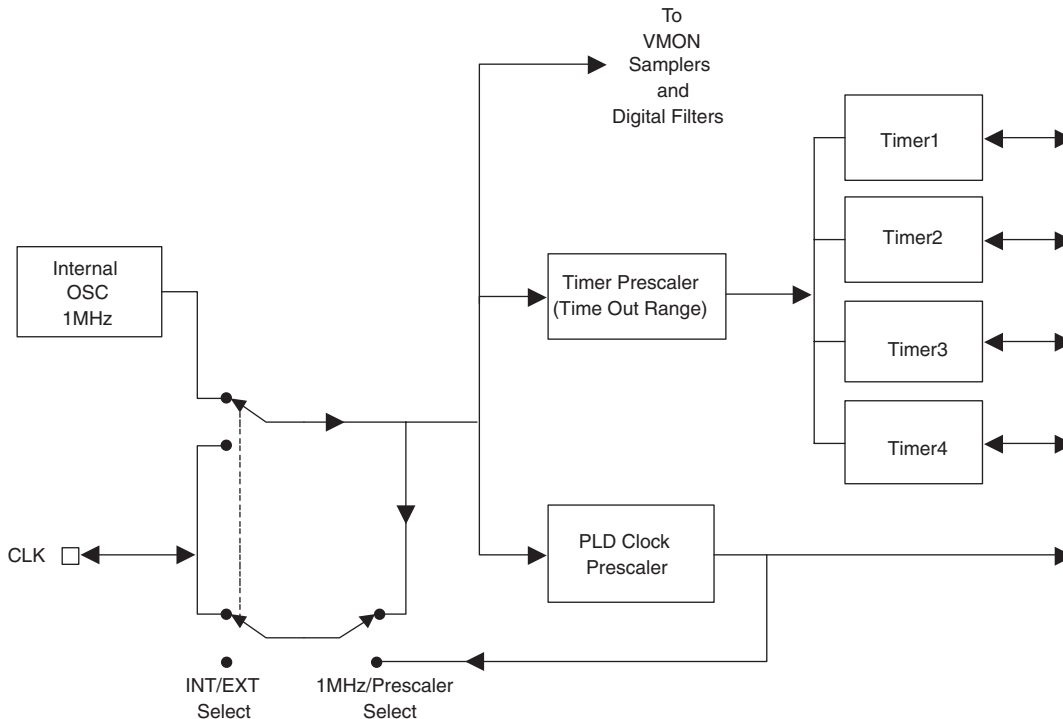 To
VMON
Samplers
and
Digital Filters
Timer1
Timer2
Internal
OSC
1MHz
Timer Prescaler
(Time Out Range)
Timer3
Timer4
CLK
PLD Clock
Prescaler
INT/EXT
Select
1MHz/Prescaler
Select